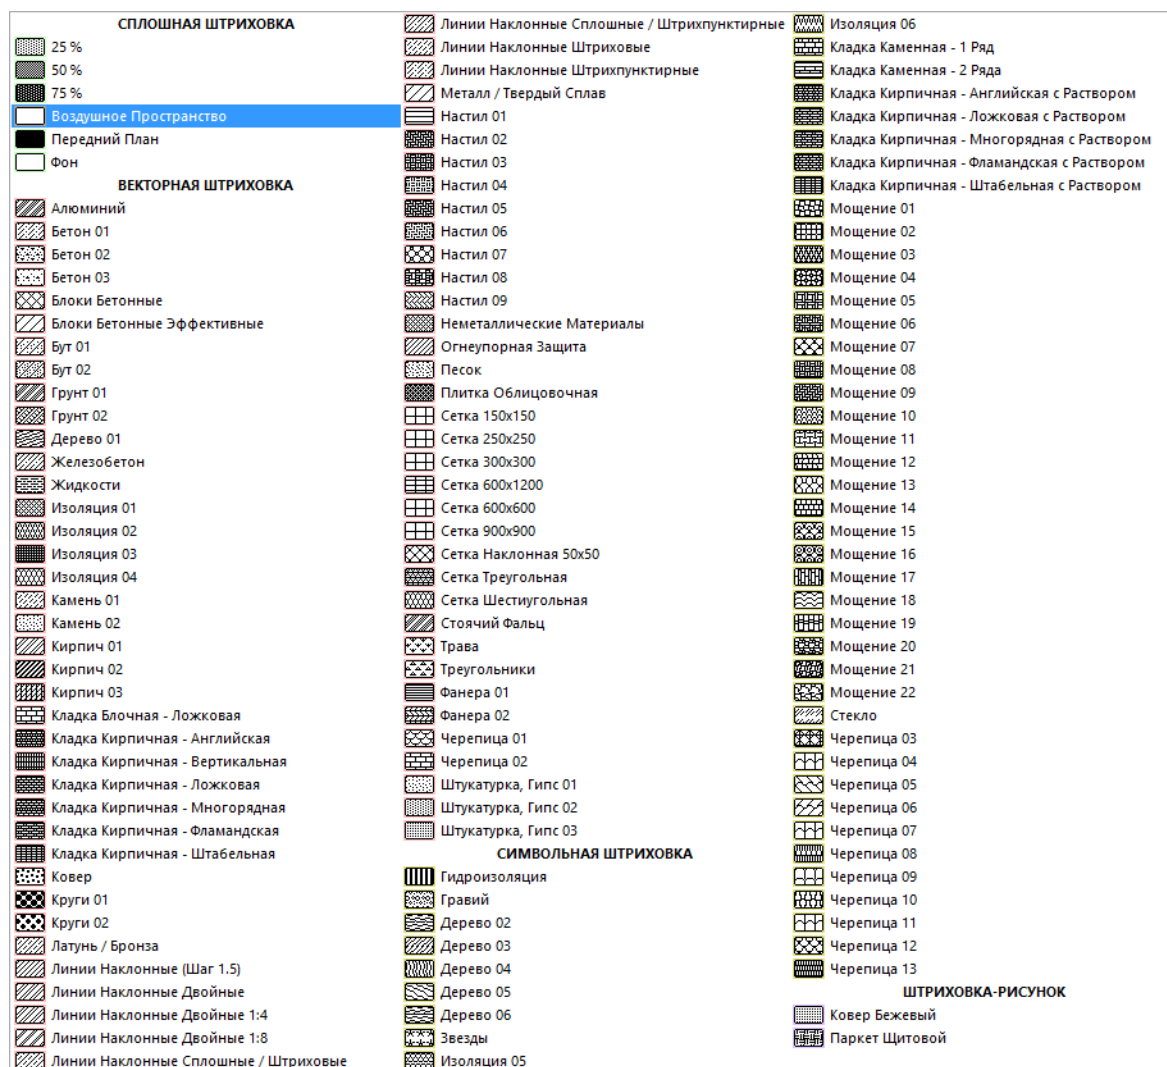 СПЛОШНАЯ ШТРИХОВКА
25 %
50 %
75 %
Воздушное Пространство
Передний План
Фон
ВЕКТОРНАЯ ШТРИХОВКА
Алюминий
Бетон 01
Бетон 02
Бетон 03
Блоки Бетонные
Блоки Бетонные Эффективные
Бут 01
Бут 02
Грунт 01
Грунт 02
Дерево 01
Железобетон
Жидкости
Изоляция 01
Изоляция 02
Изоляция 03
Изоляция 04
Камень 01
Камень 02
Кирпич 01
Кирпич 02
Кирпич 03
Кладка Блочная - Ложковая
Кладка Кирпичная - Английская
Кладка Кирпичная - Вертикальная
Кладка Кирпичная - Ложковая
Кладка Кирпичная - Многорядная
Кладка Кирпичная - Фламандская
Кладка Кирпичная - Штабельная
Ковер
Круги 01
Круги 02
Латунь / Бронза
Линии Наклонные (Шаг 1.5)
Линии Наклонные Двойные
Линии Наклонные Двойные 1:4
Линии Наклонные Двойные 1:8
Линии Наклонные Сплошные / Штриховые
Линии Наклонные Сплошные / Штрихпунктирные
Линии Наклонные Штриховые
Линии Наклонные Штрихпунктирные
Металл / Твердый Сплав
Настил 01
Настил 02
Настил 03
Настил 04
Настил 05
Настил 06
Настил 07
Настил 08
Настил 09
Неметаллические Материалы
Огнеупорная Защита
Песок
Плитка Облицовочная
Сетка 150x150
Сетка 250x250
Сетка 300x300
Сетка 600x1200
Сетка 600x600
Сетка 900x900
Сетка Наклонная 50x50
Сетка Треугольная
Сетка Шестиугольная
Стоячий Фальц
Трава
Треугольники
Фанера 01
Фанера 02
Черепица 01
Черепица 02
Штукатурка, Гипс 01
Штукатурка, Гипс 02
Штукатурка, Гипс 03
СИМВОЛЬНАЯ ШТРИХОВКА
Гидроизоляция
Гравий
Дерево 02
Дерево 03
Дерево 04
Дерево 05
Дерево 06
Звезды
Изоляция 05
Изоляция 06
Кладка Каменная - 1 Ряд
Кладка Каменная - 2 Ряда
Кладка Кирпичная - Английская с Раствором
Кладка Кирпичная - Ложковая с Раствором
Кладка Кирпичная - Многорядная с Раствором
Кладка Кирпичная - Фламандская с Раствором
Кладка Кирпичная - Штабельная с Раствором
Мощение 01
Мощение 02
Мощение 03
Мощение 04
Мощение 05
Мощение 06
Мощение 07
Мощение 08
Мощение 09
Мощение 10
Мощение 11
Мощение 12
Мощение 13
Мощение 14
Мощение 15
Мощение 16
Мощение 17
Мощение 18
Мощение 19
Мощение 20
Мощение 21
Мощение 22
Стекло
Черепица 03
Черепица 04
Черепица 05
Черепица 06
Черепица 07
Черепица 08
Черепица 09
Черепица 10
Черепица 11
Черепица 12
Черепица 13
ШТРИХОВКА-РИСУНОК
Ковер Бежевый
Паркет Щитовой